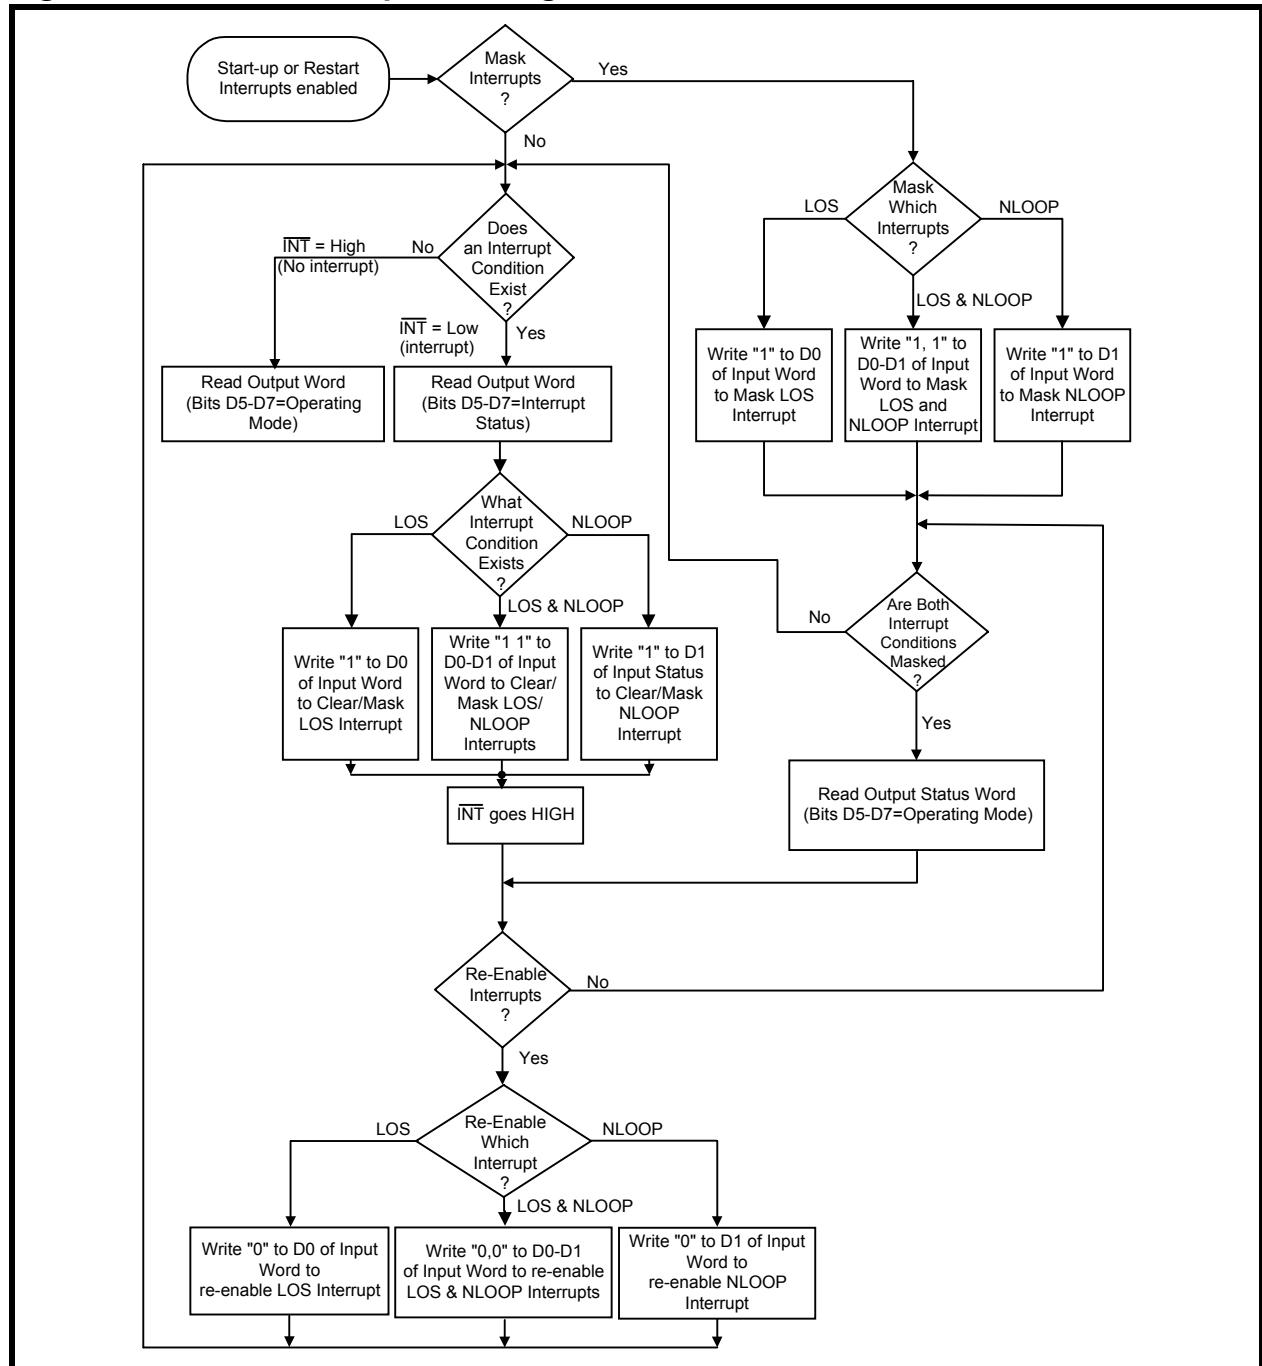 Start-up or Restart
Interrupts enabled
Mask
Interrupts
?
Yes
No
Mask
Which
Interrupts
?
LOS
NLOOP
LOS & NLOOP
Does
an Interrupt
Condition
Exist
?
INT = High
(No interrupt)
No
INT = Low
(interrupt)
Yes
Write "1" to D0
of Input Word
to Mask LOS
Interrupt
Write "1, 1" to
D0-D1 of Input
Word to Mask
LOS and
NLOOP Interrupt
Write "1" to D1
of Input Word
to Mask NLOOP
Interrupt
Read Output Word
(Bits D5-D7=Operating
Mode)
Read Output Word
(Bits D5-D7=Interrupt
Status)
What
Interrupt
Condition
Exists
?
LOS
NLOOP
LOS & NLOOP
Are Both
Interrupt
Conditions
Masked
?
No
Yes
Write "1" to D0
of Input Word
to Clear/Mask
LOS Interrupt
Write "1 1" to
D0-D1 of Input
Word to Clear/
Mask LOS/
NLOOP
Interrupts
Write "1" to D1
of Input Status
to Clear/Mask
NLOOP
Interrupt
INT goes HIGH
Read Output Status Word
(Bits D5-D7=Operating Mode)
Re-Enable
Interrupts
?
No
Yes
Re-Enable
Which
Interrupt
?
LOS
NLOOP
LOS & NLOOP
Write "0" to D0 of Input
Word to
re-enable LOS Interrupt
Write "0,0" to D0-D1
of Input Word to re-enable
LOS & NLOOP Interrupts
Write "0" to D1 of Input
Word to
re-enable NLOOP
Interrupt